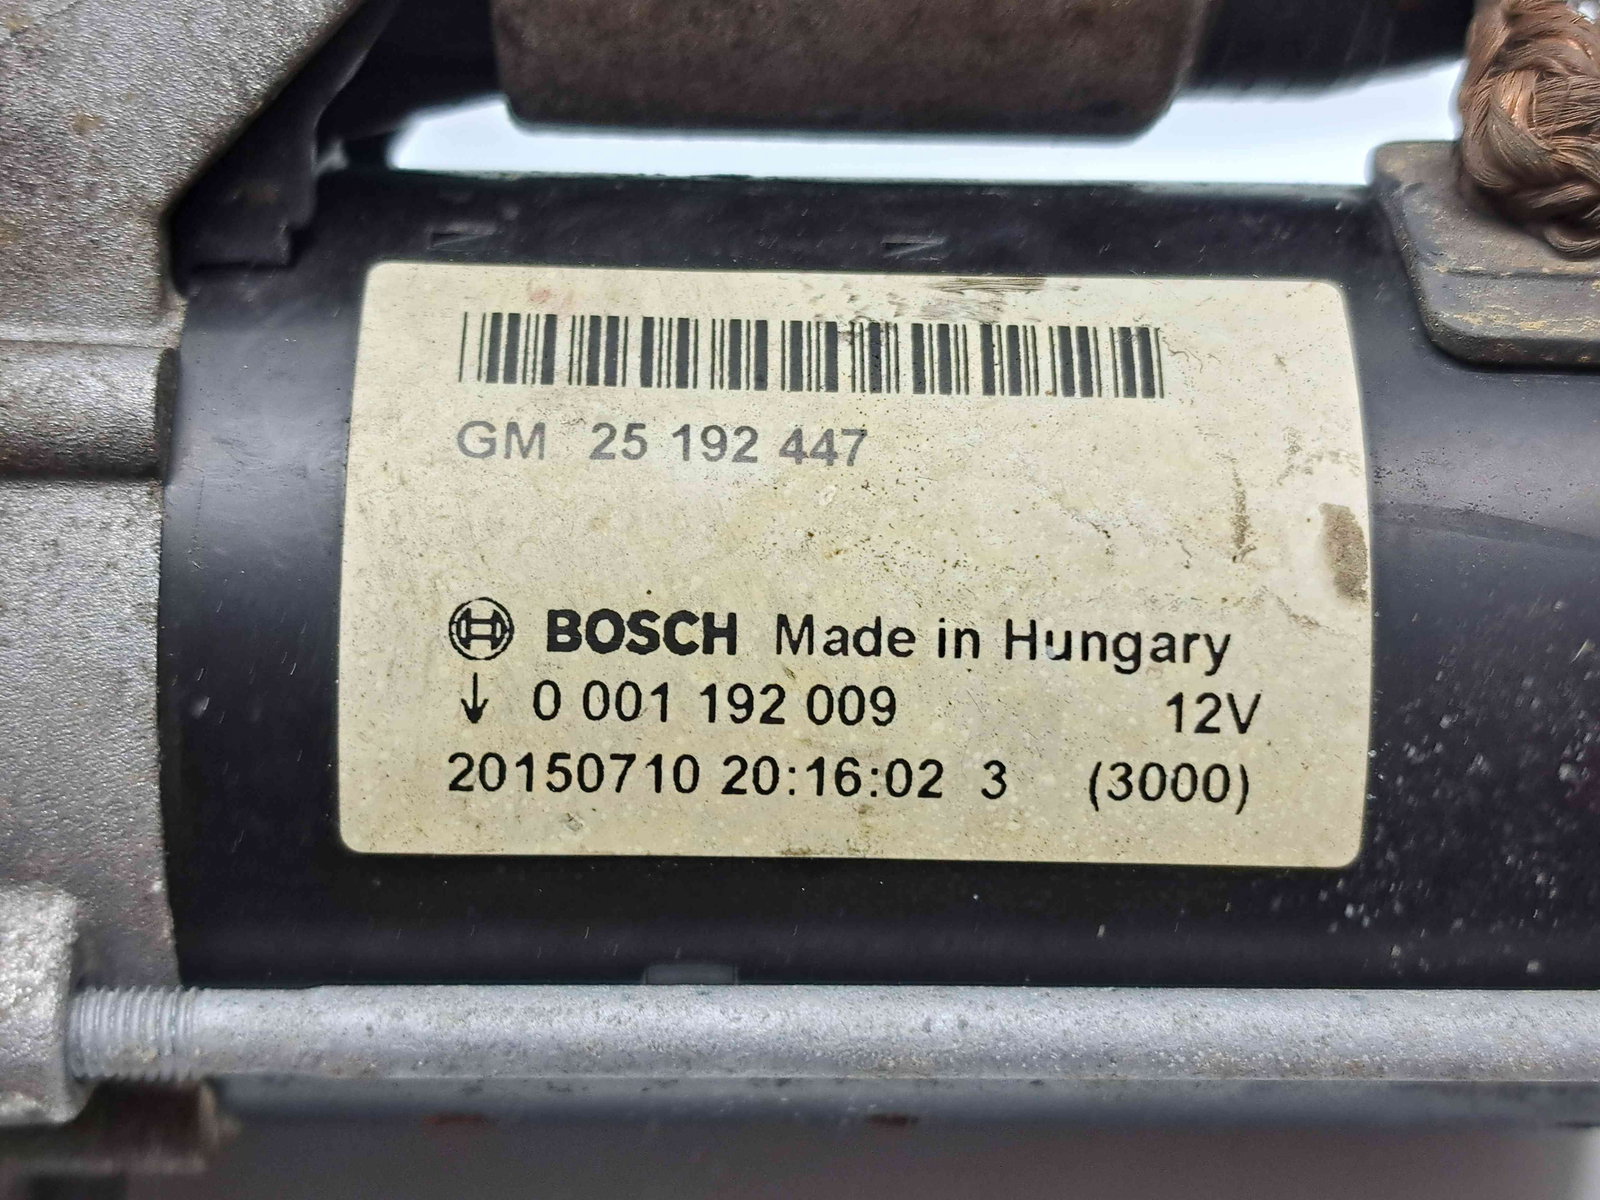 GM 25 192 447
BOSCH Made in Hungary
↓ 0 001 192 009 12V
20150710 20:16:02 3 (3000)